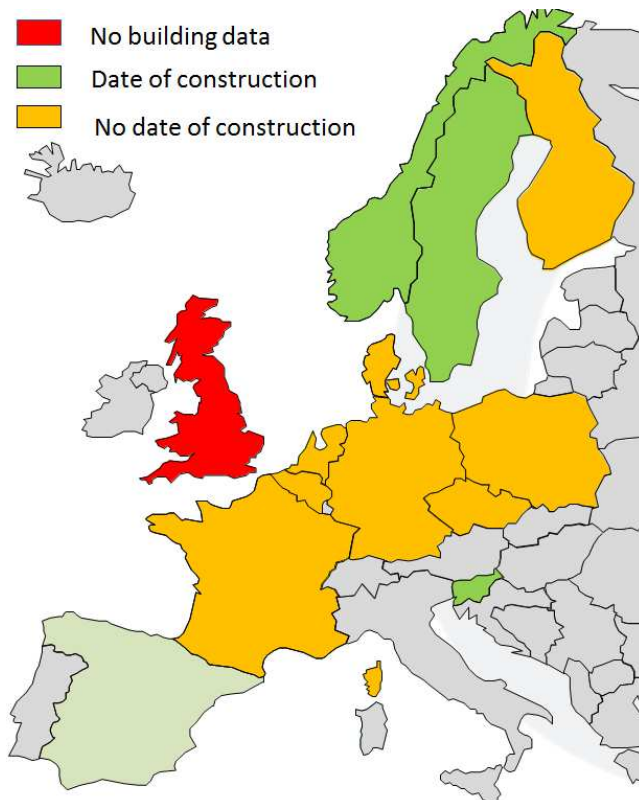 No building data
Date of construction
No date of construction